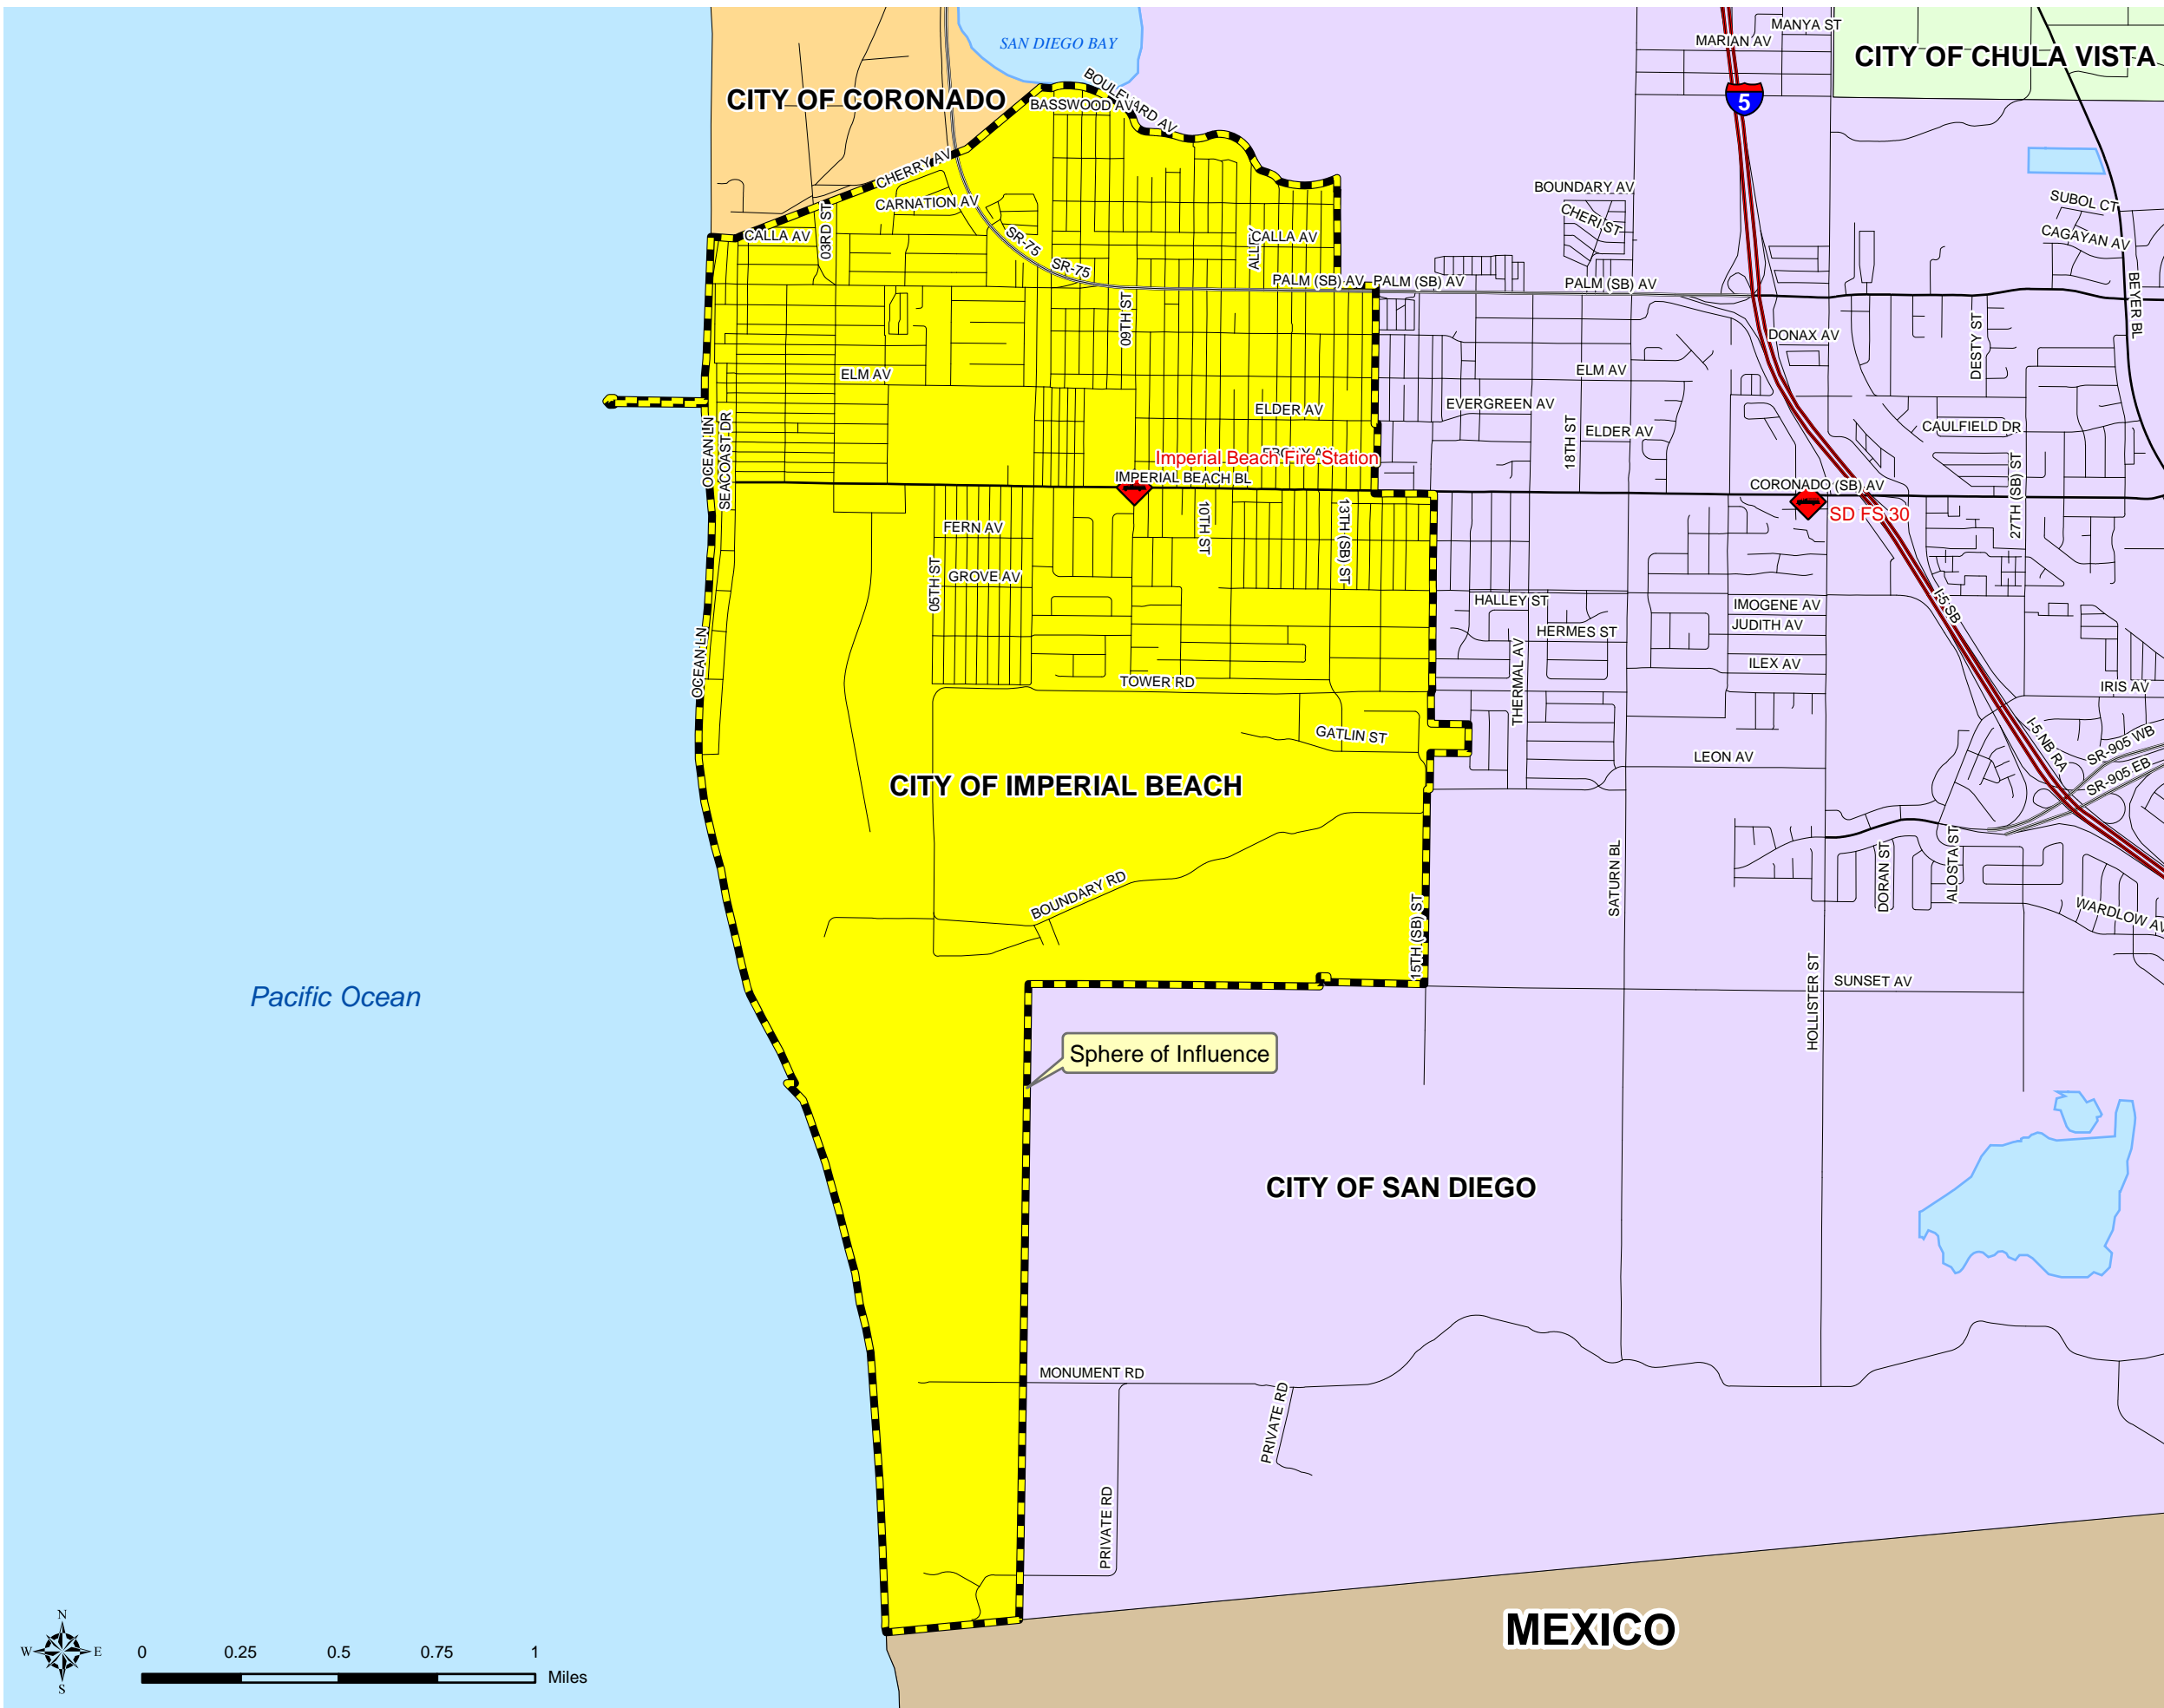 MANYA ST
MARIAN AV
SAN DIEGO BAY
CITY OF CHULA VISTA
5
CITY OF CORONADO
BOULEVARD AV
BASSWOOD AV
CHERRY AV
BOUNDARY AV
CHERI ST
SUBOL CT
CAGAYAN AV
CARNATION AV
03RD ST
CALLA AV
SR-75
SR-75
ALLEY
CALLA AV
PALM (SB) AV
PALM (SB) AV
PALM (SB) AV
BEYER BL
09TH ST
DONAX AV
DESTY ST
ELM AV
ELM AV
ELDER AV
EVERGREEN AV
OCEAN LN
SEACOAST DR
18TH ST
ELDER AV
CAULFIELD DR
Imperial Beach Fire Station
IMPERIAL BEACH BL
CORONADO (SB) AV
SD FS 30
27TH (SB) ST
FERN AV
10TH ST
13TH (SB) ST
05TH ST
GROVE AV
HALLEY ST
IMOGENE AV
I-5 SB
HERMES ST
JUDITH AV
OCEAN LN
THERMAL AV
ILEX AV
TOWER RD
IRIS AV
GATLIN ST
I-5 NB RA
SR-905 WB
LEON AV
SR-905 EB
CITY OF IMPERIAL BEACH
SATURN BL
DORAN ST
ALOSTA ST
BOUNDARY RD
15TH (SB) ST
WARDLOW AV
Pacific Ocean
HOLLISTER ST
SUNSET AV
Sphere of Influence
CITY OF SAN DIEGO
MONUMENT RD
PRIVATE RD
PRIVATE RD
MEXICO
N
W
E
S
0 0.25 0.5 0.75 1
Miles